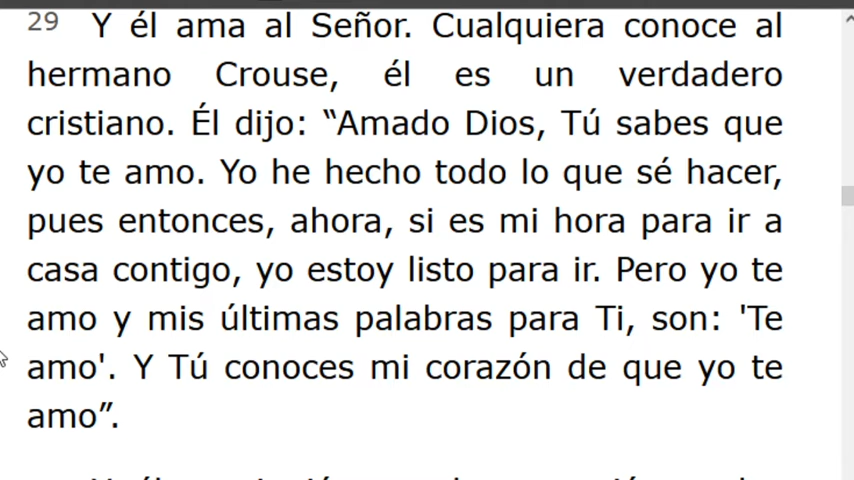 29 Y él ama al Señor. Cualquiera conoce al
hermano Crouse, él es un verdadero
cristiano. Él dijo: “Amado Dios, Tú sabes que
yo te amo. Yo he hecho todo lo que sé hacer,
pues entonces, ahora, si es mi hora para ir a
casa contigo, yo estoy listo para ir. Pero yo te
amo y mis últimas palabras para Ti, son: 'Te
amo'. Y Tú conoces mi corazón de que yo te
amo”.